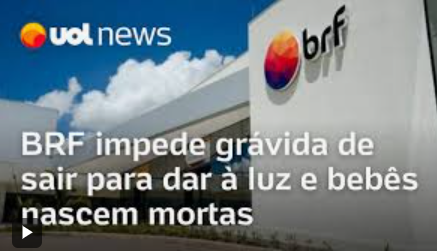 uol news
brf
BRF impede grávida de
sair para dar à luz e bebês
nascem mortas